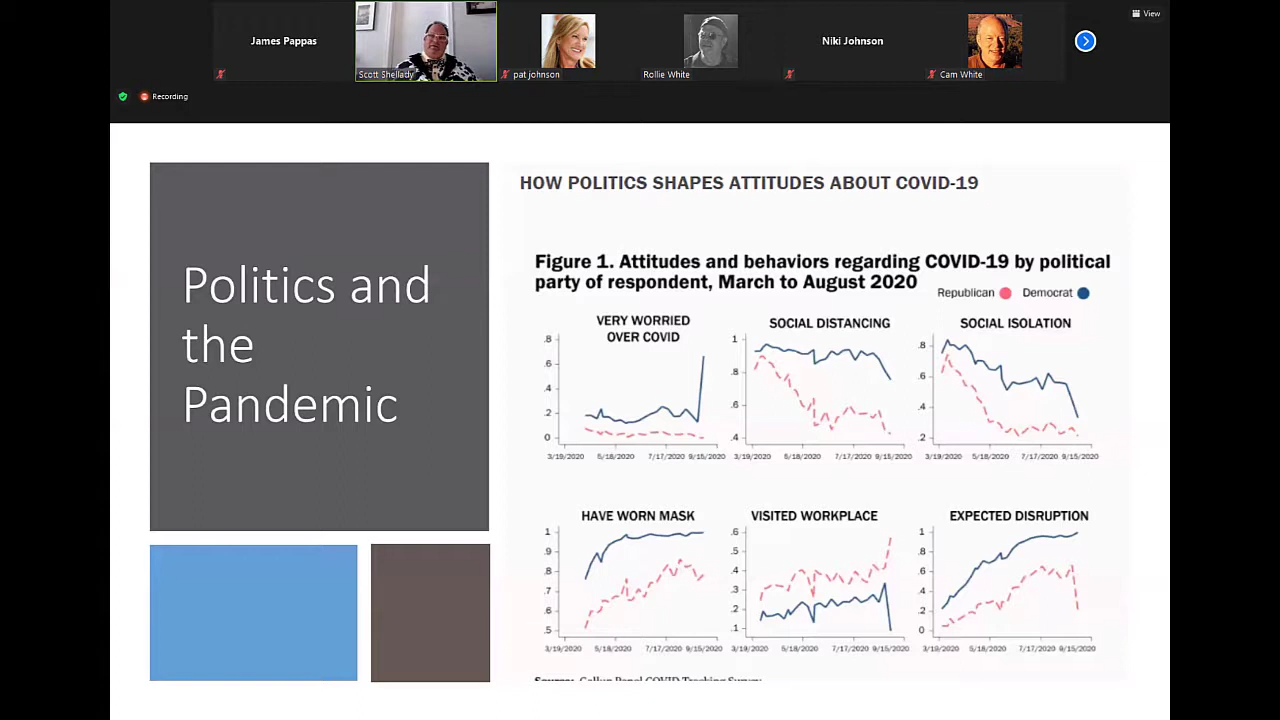 View
James Pappas
Niki Johnson
Scott Shellady
pat johnson
Rollie White
Cam White
Recording
Politics and
the
Pandemic
HOW POLITICS SHAPES ATTITUDES ABOUT COVID-19
Figure 1. Attitudes and behaviors regarding COVID-19 by political
party of respondent, March to August 2020
Republican Democrat
VERY WORRIED
OVER COVID
.8
.6
.4
.2
0
3/19/2020 5/18/2020 7/17/2020 9/15/2020
SOCIAL DISTANCING
1
.8
.6
.4
3/19/2020 5/18/2020 7/17/2020 9/15/2020
SOCIAL ISOLATION
.8
.6
.4
.2
3/19/2020 5/18/2020 7/17/2020 9/15/2020
HAVE WORN MASK
1
.9
.8
.7
.6
.5
3/19/2020 5/18/2020 7/17/2020 9/15/2020
VISITED WORKPLACE
.6
.5
.4
.3
.2
.1
3/19/2020 5/18/2020 7/17/2020 9/15/2020
EXPECTED DISRUPTION
1
.8
.6
.4
.2
0
3/19/2020 5/18/2020 7/17/2020 9/15/2020
Source: Gallup Panel COVID Tracking Survey